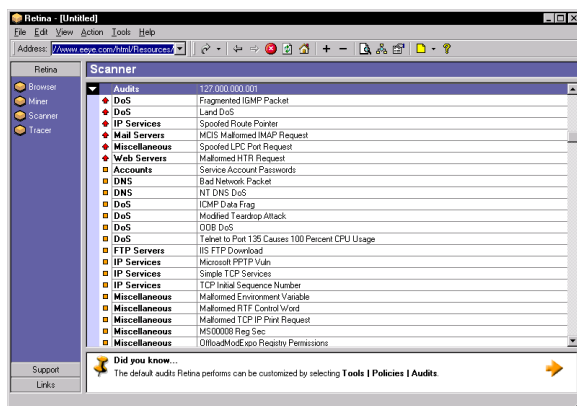 Retina - [Untitled]
File Edit View Action Tools Help
Address: //www.eeye.com/html/Resources/
Retina
Scanner
Browser
Miner
Scanner
Tracer
Audits 127.000.000.001
DoS Fragmented IGMP Packet
DoS Land DoS
IP Services Spoofed Route Pointer
Mail Servers MCIS Malformed IMAP Request
Miscellaneous Spoofed LPC Port Request
Web Servers Malformed HTR Request
Accounts Service Account Passwords
DNS Bad Network Packet
DNS NT DNS DoS
DoS ICMP Data Frag
DoS Modified Teardrop Attack
DoS OOB DoS
DoS Telnet to Port 135 Causes 100 Percent CPU Usage
FTP Servers IIS FTP Download
IP Services Microsoft PPTP Vuln
IP Services Simple TCP Services
IP Services TCP Initial Sequence Number
Miscellaneous Malformed Environment Variable
Miscellaneous Malformed RTF Control Word
Miscellaneous Malformed TCP IP Print Request
Miscellaneous MS00008 Reg Sec
Miscellaneous OffloadModExpo Registry Permissions
Did you know...
The default audits Retina performs can be customized by selecting Tools | Policies | Audits.
Support
Links